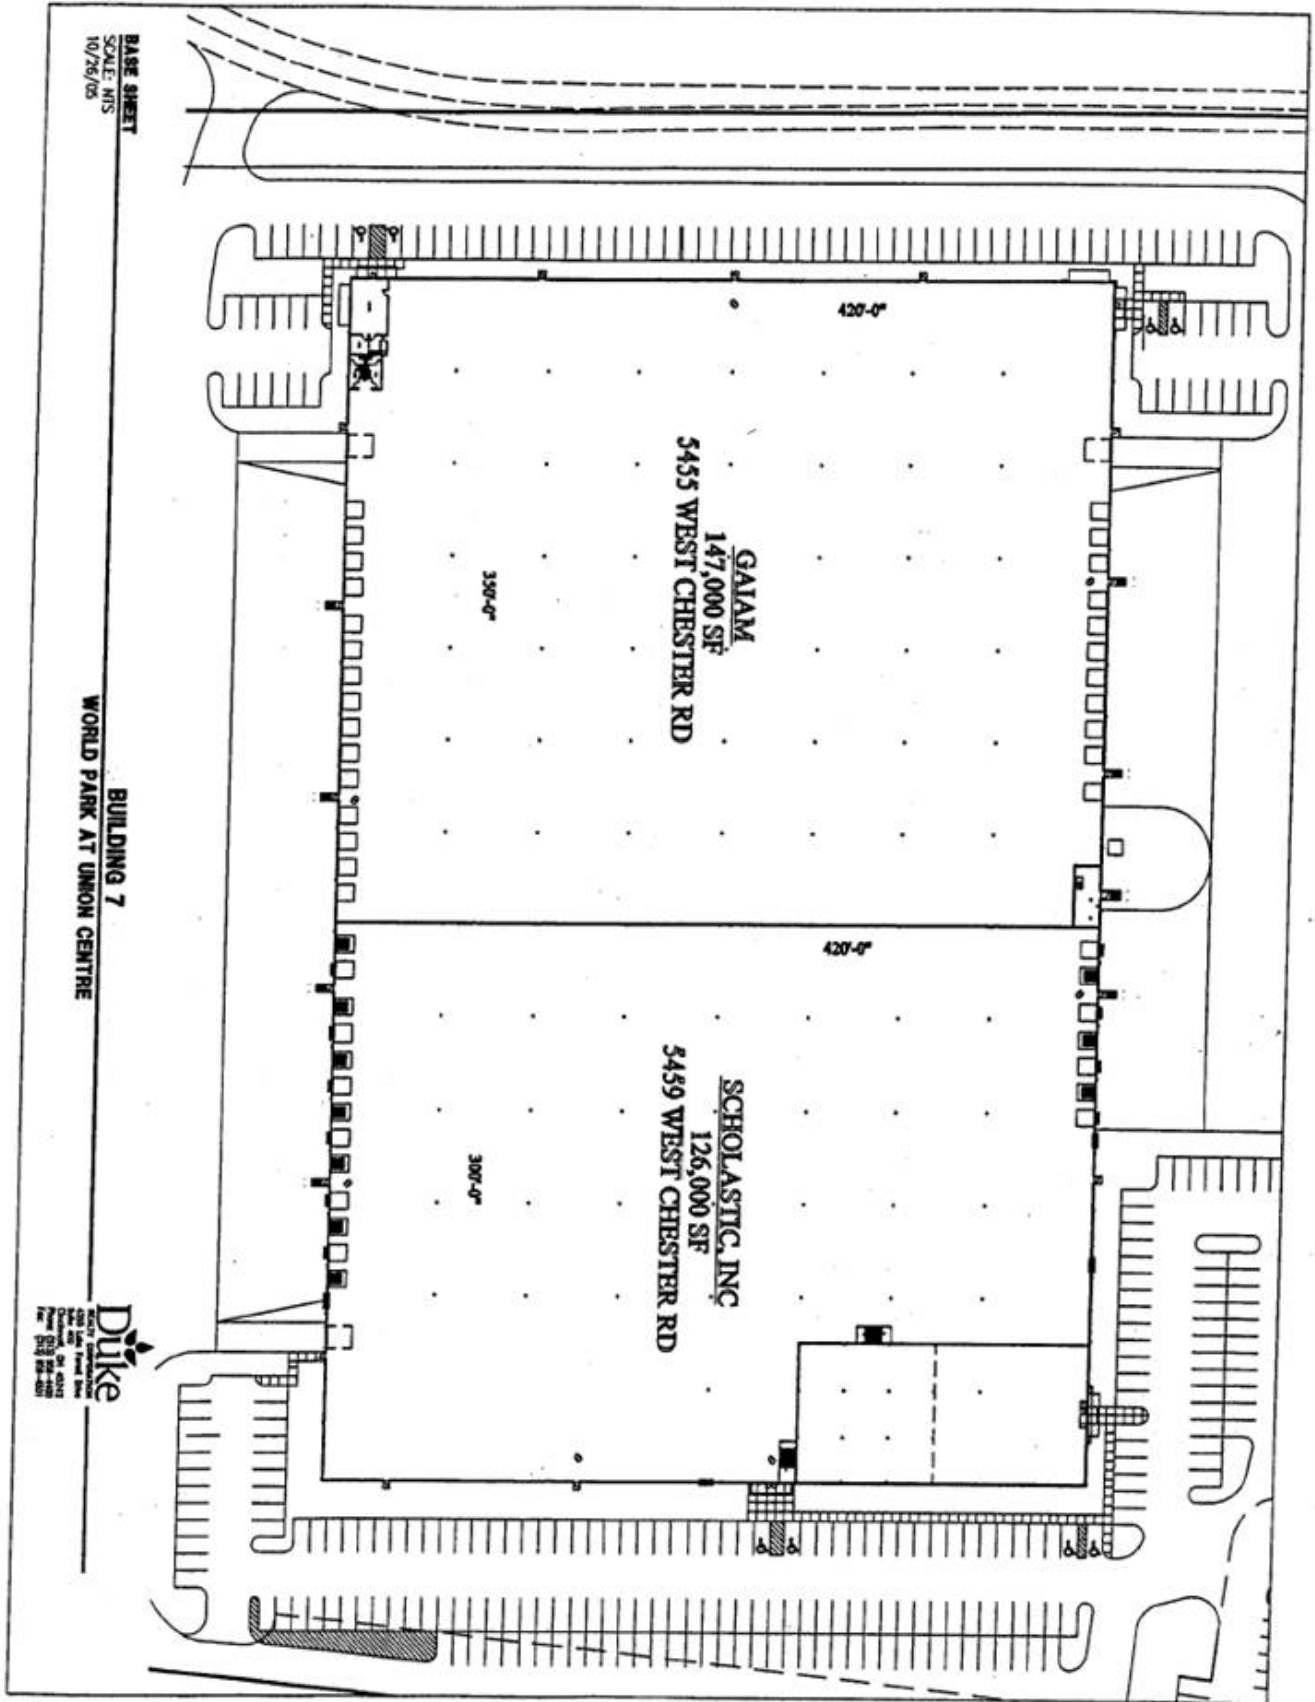 420'-0"
GAIAM
147,000 SF
5455 WEST CHESTER RD
350'-0"
420'-0"
SCHOLASTIC, INC
126,000 SF
5459 WEST CHESTER RD
300'-0"
BASE SHEET
SCALE: NTS
10/26/05
BUILDING 7
WORLD PARK AT UNION CENTRE
Duke
REALTY CORPORATION